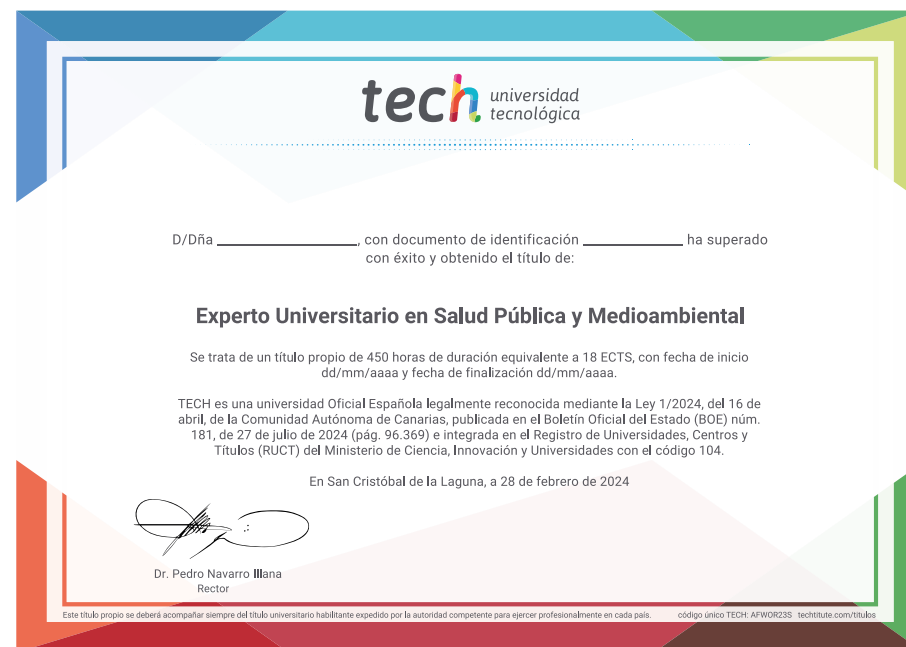 tech universidad
tecnológica
D/Dña ____________________, con documento de identificación ______________ ha superado
con éxito y obtenido el título de:
Experto Universitario en Salud Pública y Medioambiental
Se trata de un título propio de 450 horas de duración equivalente a 18 ECTS, con fecha de inicio
dd/mm/aaaa y fecha de finalización dd/mm/aaaa.
TECH es una universidad Oficial Española legalmente reconocida mediante la Ley 1/2024, del 16 de
abril, de la Comunidad Autónoma de Canarias, publicada en el Boletín Oficial del Estado (BOE) núm.
181, de 27 de julio de 2024 (pág. 96.369) e integrada en el Registro de Universidades, Centros y
Títulos (RUCT) del Ministerio de Ciencia, Innovación y Universidades con el código 104.
En San Cristóbal de la Laguna, a 28 de febrero de 2024
Dr. Pedro Navarro Illana
Rector
Este título propio se deberá acompañar siempre del título universitario habilitante expedido por la autoridad competente para ejercer profesionalmente en cada país. código único TECH: AFWOR23S techtitute.com/titulos